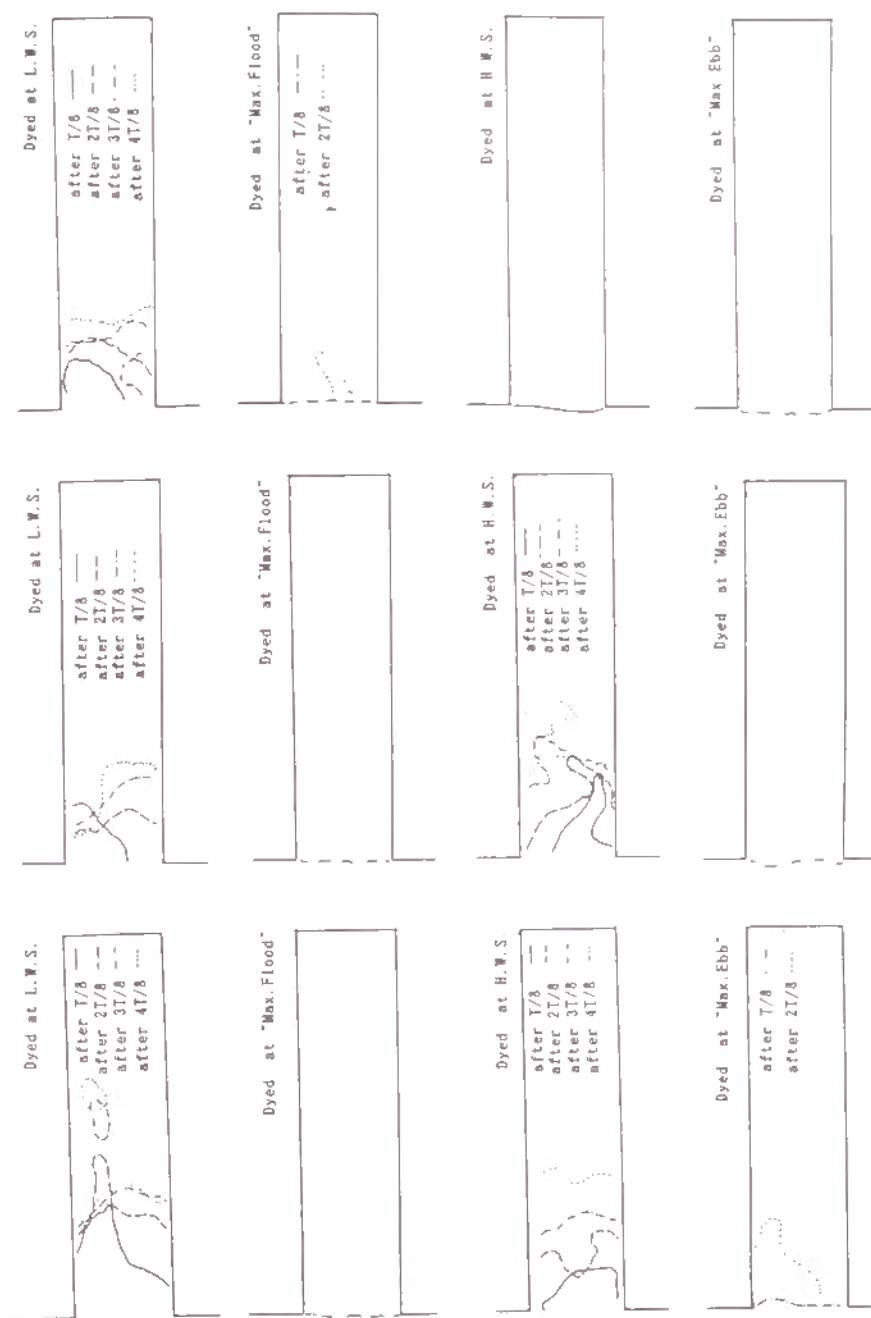 Dyed at L.W.S.
after T/8
after 2T/8
after 3T/8
after 4T/8
Dyed at L.W.S.
after T/8
after 2T/8
after 3T/8
after 4T/8
Dyed at L.W.S.
after T/8
after 2T/8
after 3T/8
after 4T/8
Dyed at "Max.Flood"
Dyed at "Max.Flood"
Dyed at "Max.Flood"
after T/8
after 2T/8
Dyed at H.W.S.
after T/8
after 2T/8
after 3T/8
after 4T/8
Dyed at H.W.S.
after T/8
after 2T/8
after 3T/8
after 4T/8
Dyed at H W.S.
Dyed at "Max.Ebb"
after T/8
after 2T/8
Dyed at "Max.Ebb"
Dyed at "Max Ebb"